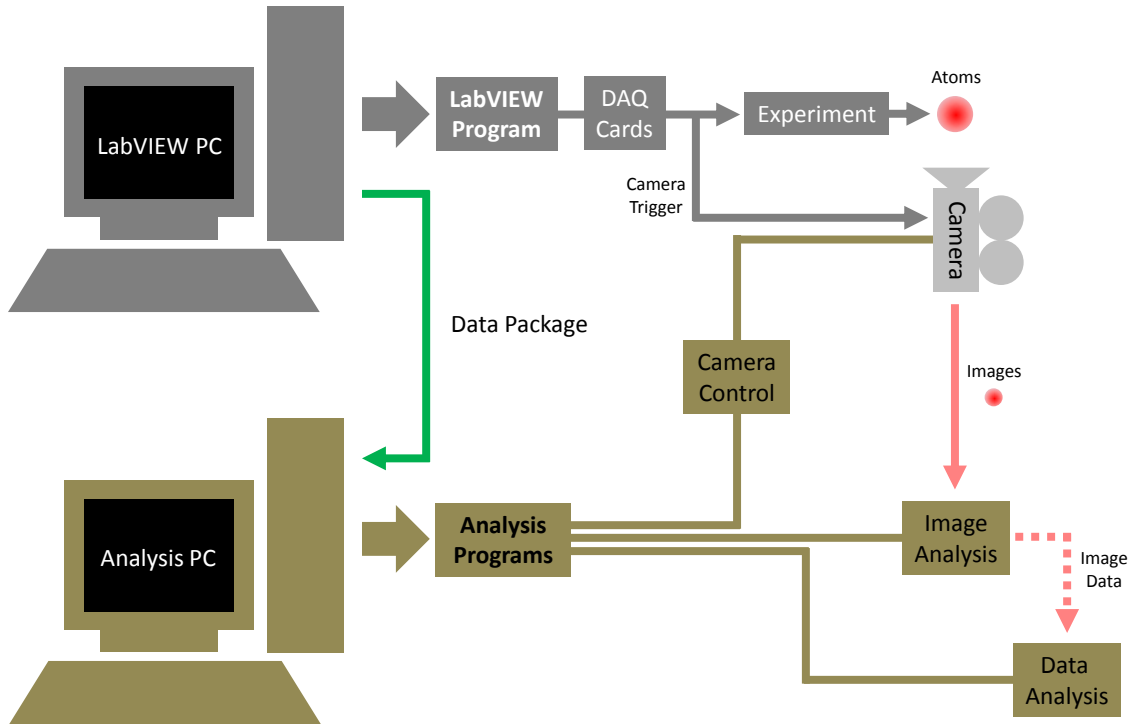 Atoms
LabVIEW PC
LabVIEW
Program
DAQ
Cards
Experiment
Camera
Trigger
Camera
Data Package
Camera
Control
Images
Analysis PC
Analysis
Programs
Image
Analysis
Image
Data
Data
Analysis